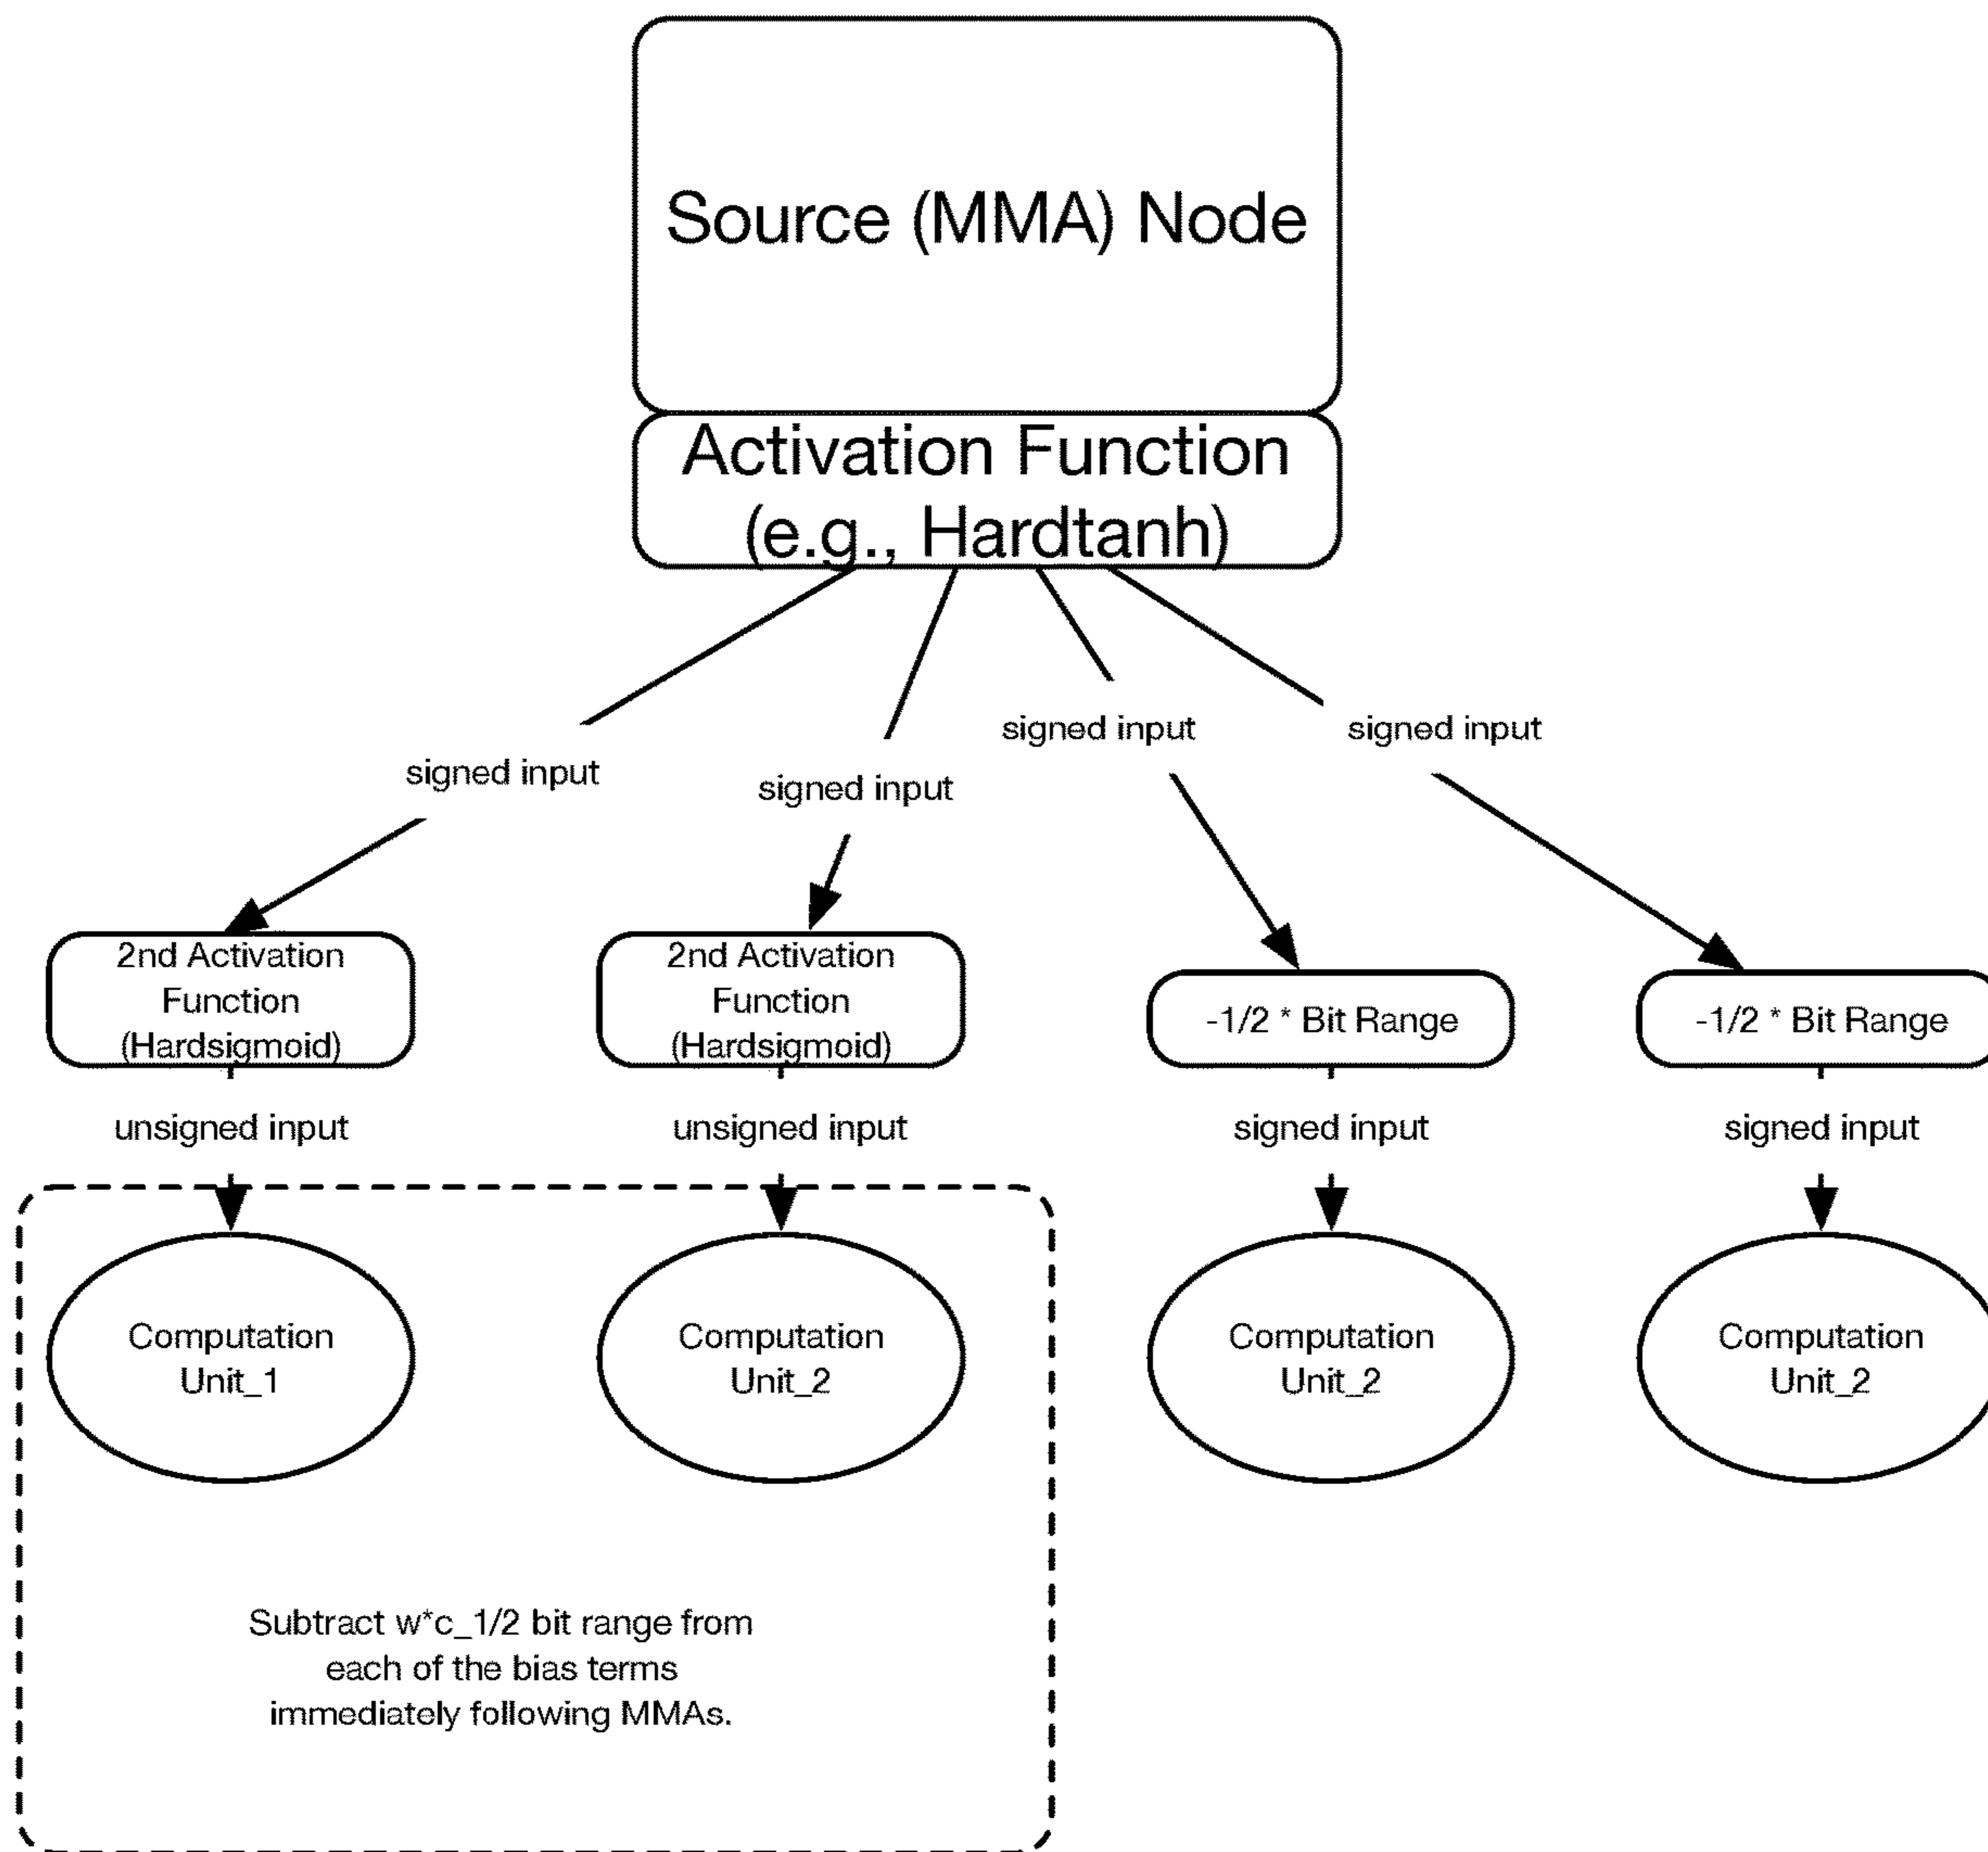 Source (MMA) Node
Activation Function
(e.g., Hardtanh)
signed input
signed input
signed input
signed input
2nd Activation
Function
(Hardsigmoid)
2nd Activation
Function
(Hardsigmoid)
-1/2 * Bit Range
-1/2 * Bit Range
unsigned input
unsigned input
signed input
signed input
Computation
Unit_1
Computation
Unit_2
Computation
Unit_2
Computation
Unit_2
Subtract w*c_1/2 bit range from
each of the bias terms
immediately following MMAs.